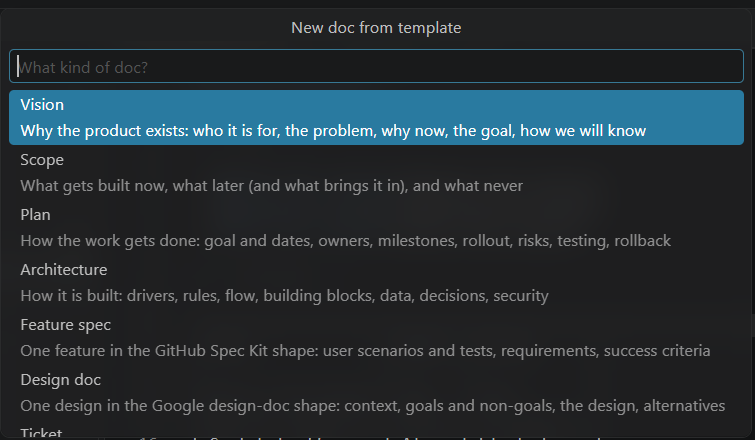 New doc from template
What kind of doc?
Vision
Why the product exists: who it is for, the problem, why now, the goal, how we will know
Scope
What gets built now, what later (and what brings it in), and what never
Plan
How the work gets done: goal and dates, owners, milestones, rollout, risks, testing, rollback
Architecture
How it is built: drivers, rules, flow, building blocks, data, decisions, security
Feature spec
One feature in the GitHub Spec Kit shape: user scenarios and tests, requirements, success criteria
Design doc
One design in the Google design-doc shape: context, goals and non-goals, the design, alternatives
Ticket